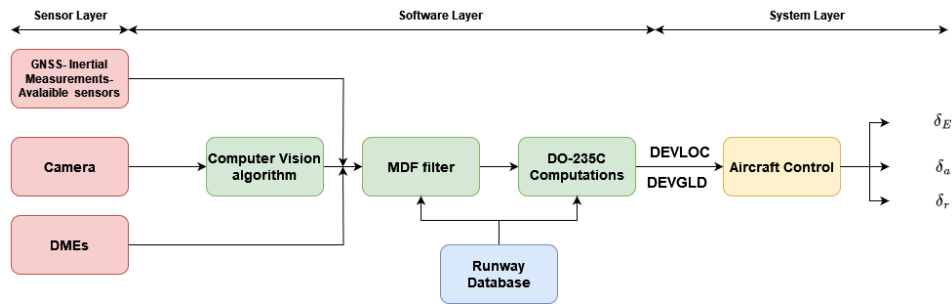 Sensor Layer
Software Layer
System Layer
GNSS- Inertial
Measurements-
Avalaible sensors
Camera
DMEs
Computer Vision
algorithm
MDF filter
DO-235C
Computations
DEVLOC
DEVGLD
Aircraft Control
Runway
Database
δE
δa
δr